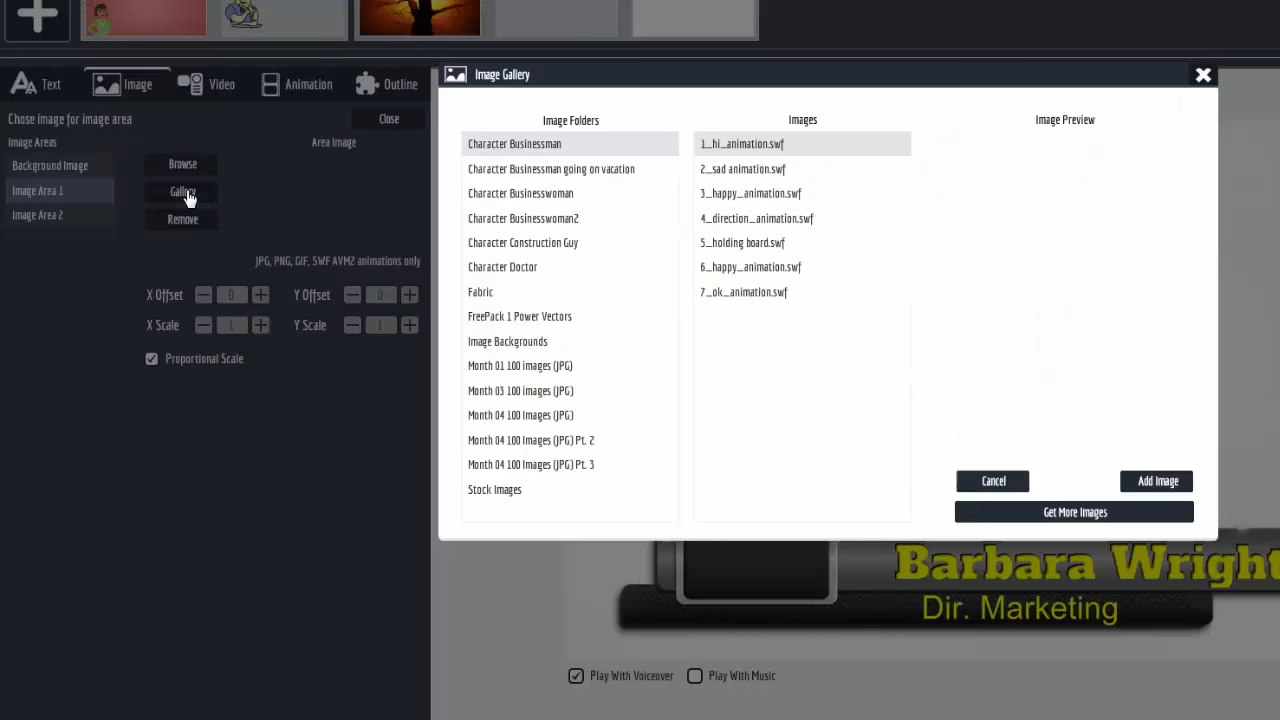 Text
Image
Video
Animation
Outline
Chose image for image area
Close
Image Areas
Area Image
Background Image
Browse
Image Area 1
Gallery
Image Area 2
Remove
JPG, PNG, GIF, SWF AVM2 animations only
X Offset
0
Y Offset
0
X Scale
1
Y Scale
1
Proportional Scale
Image Gallery
Image Folders
Images
Image Preview
Character Businessman
Character Businessman going on vacation
Character Businesswoman
Character Businesswoman2
Character Construction Guy
Character Doctor
Fabric
FreePack 1 Power Vectors
Image Backgrounds
Month 01 100 images (JPG)
Month 03 100 images (JPG)
Month 04 100 Images (JPG)
Month 04 100 Images (JPG) Pt. 2
Month 04 100 Images (JPG) Pt. 3
Stock Images
1_hi_animation.swf
2_sad animation.swf
3_happy_animation.swf
4_direction_animation.swf
5_holding board.swf
6_happy_animation.swf
7_ok_animation.swf
Cancel
Add Image
Get More Images
Barbara Wright
Dir. Marketing
Play With Voiceover
Play With Music